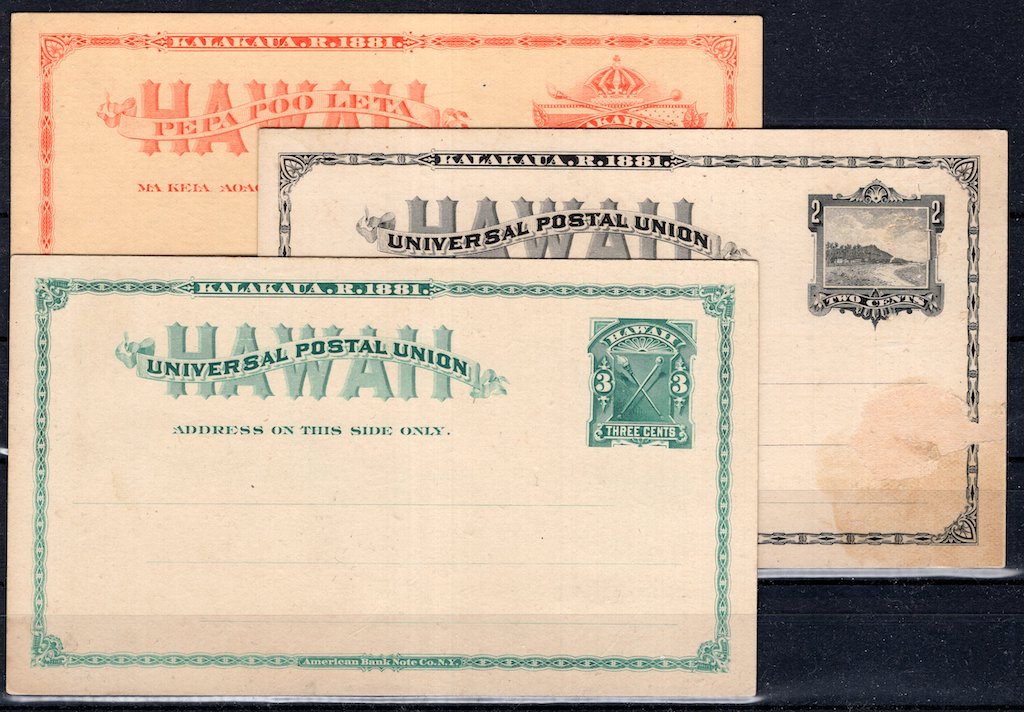 KALAKAUA. R. 1881.
HAWAII
PEPA POO LETA
AKAHI
MA KEIA AOAO
KALAKAUA. R. 1881.
HAWAII
UNIVERSAL POSTAL UNION
2 2
TWO CENTS
KALAKAUA. R. 1881.
HAWAII
UNIVERSAL POSTAL UNION
ADDRESS ON THIS SIDE ONLY.
HAWAII
3 3
THREE CENTS
American Bank Note Co. N.Y.